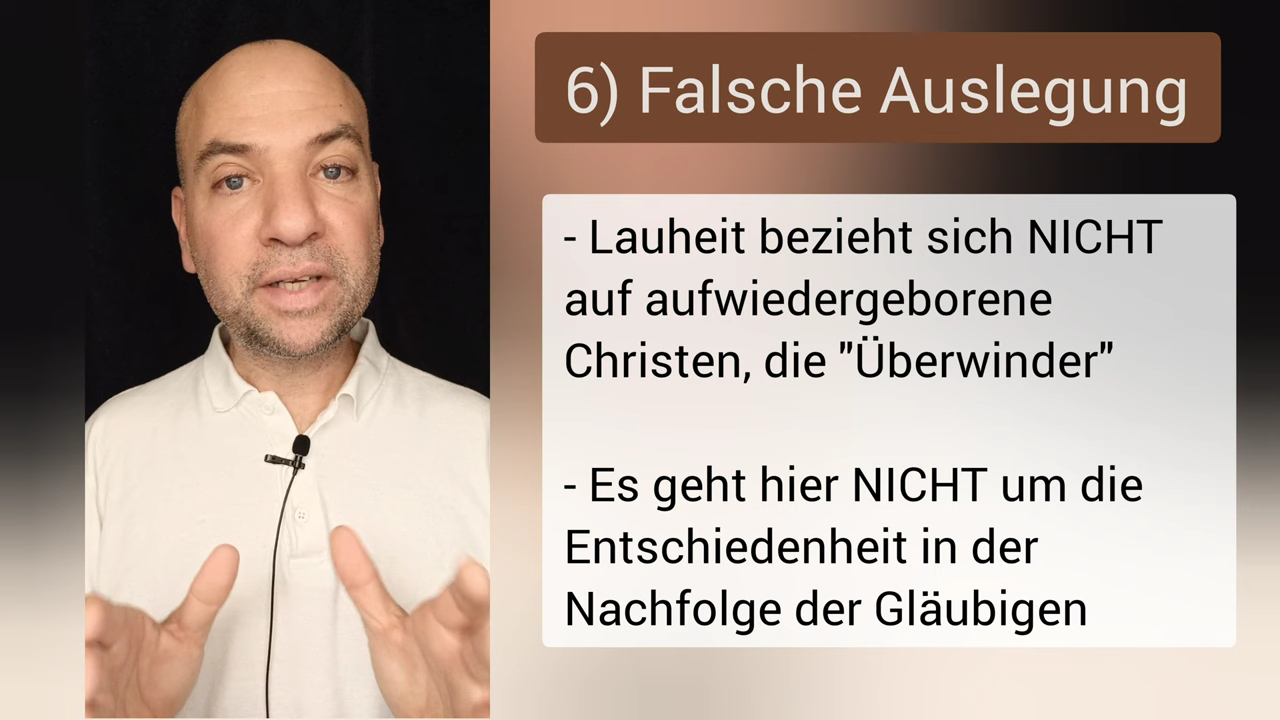 6) Falsche Auslegung
- Lauheit bezieht sich NICHT
auf aufwiedergeborene
Christen, die "Überwinder"
- Es geht hier NICHT um die
Entschiedenheit in der
Nachfolge der Gläubigen